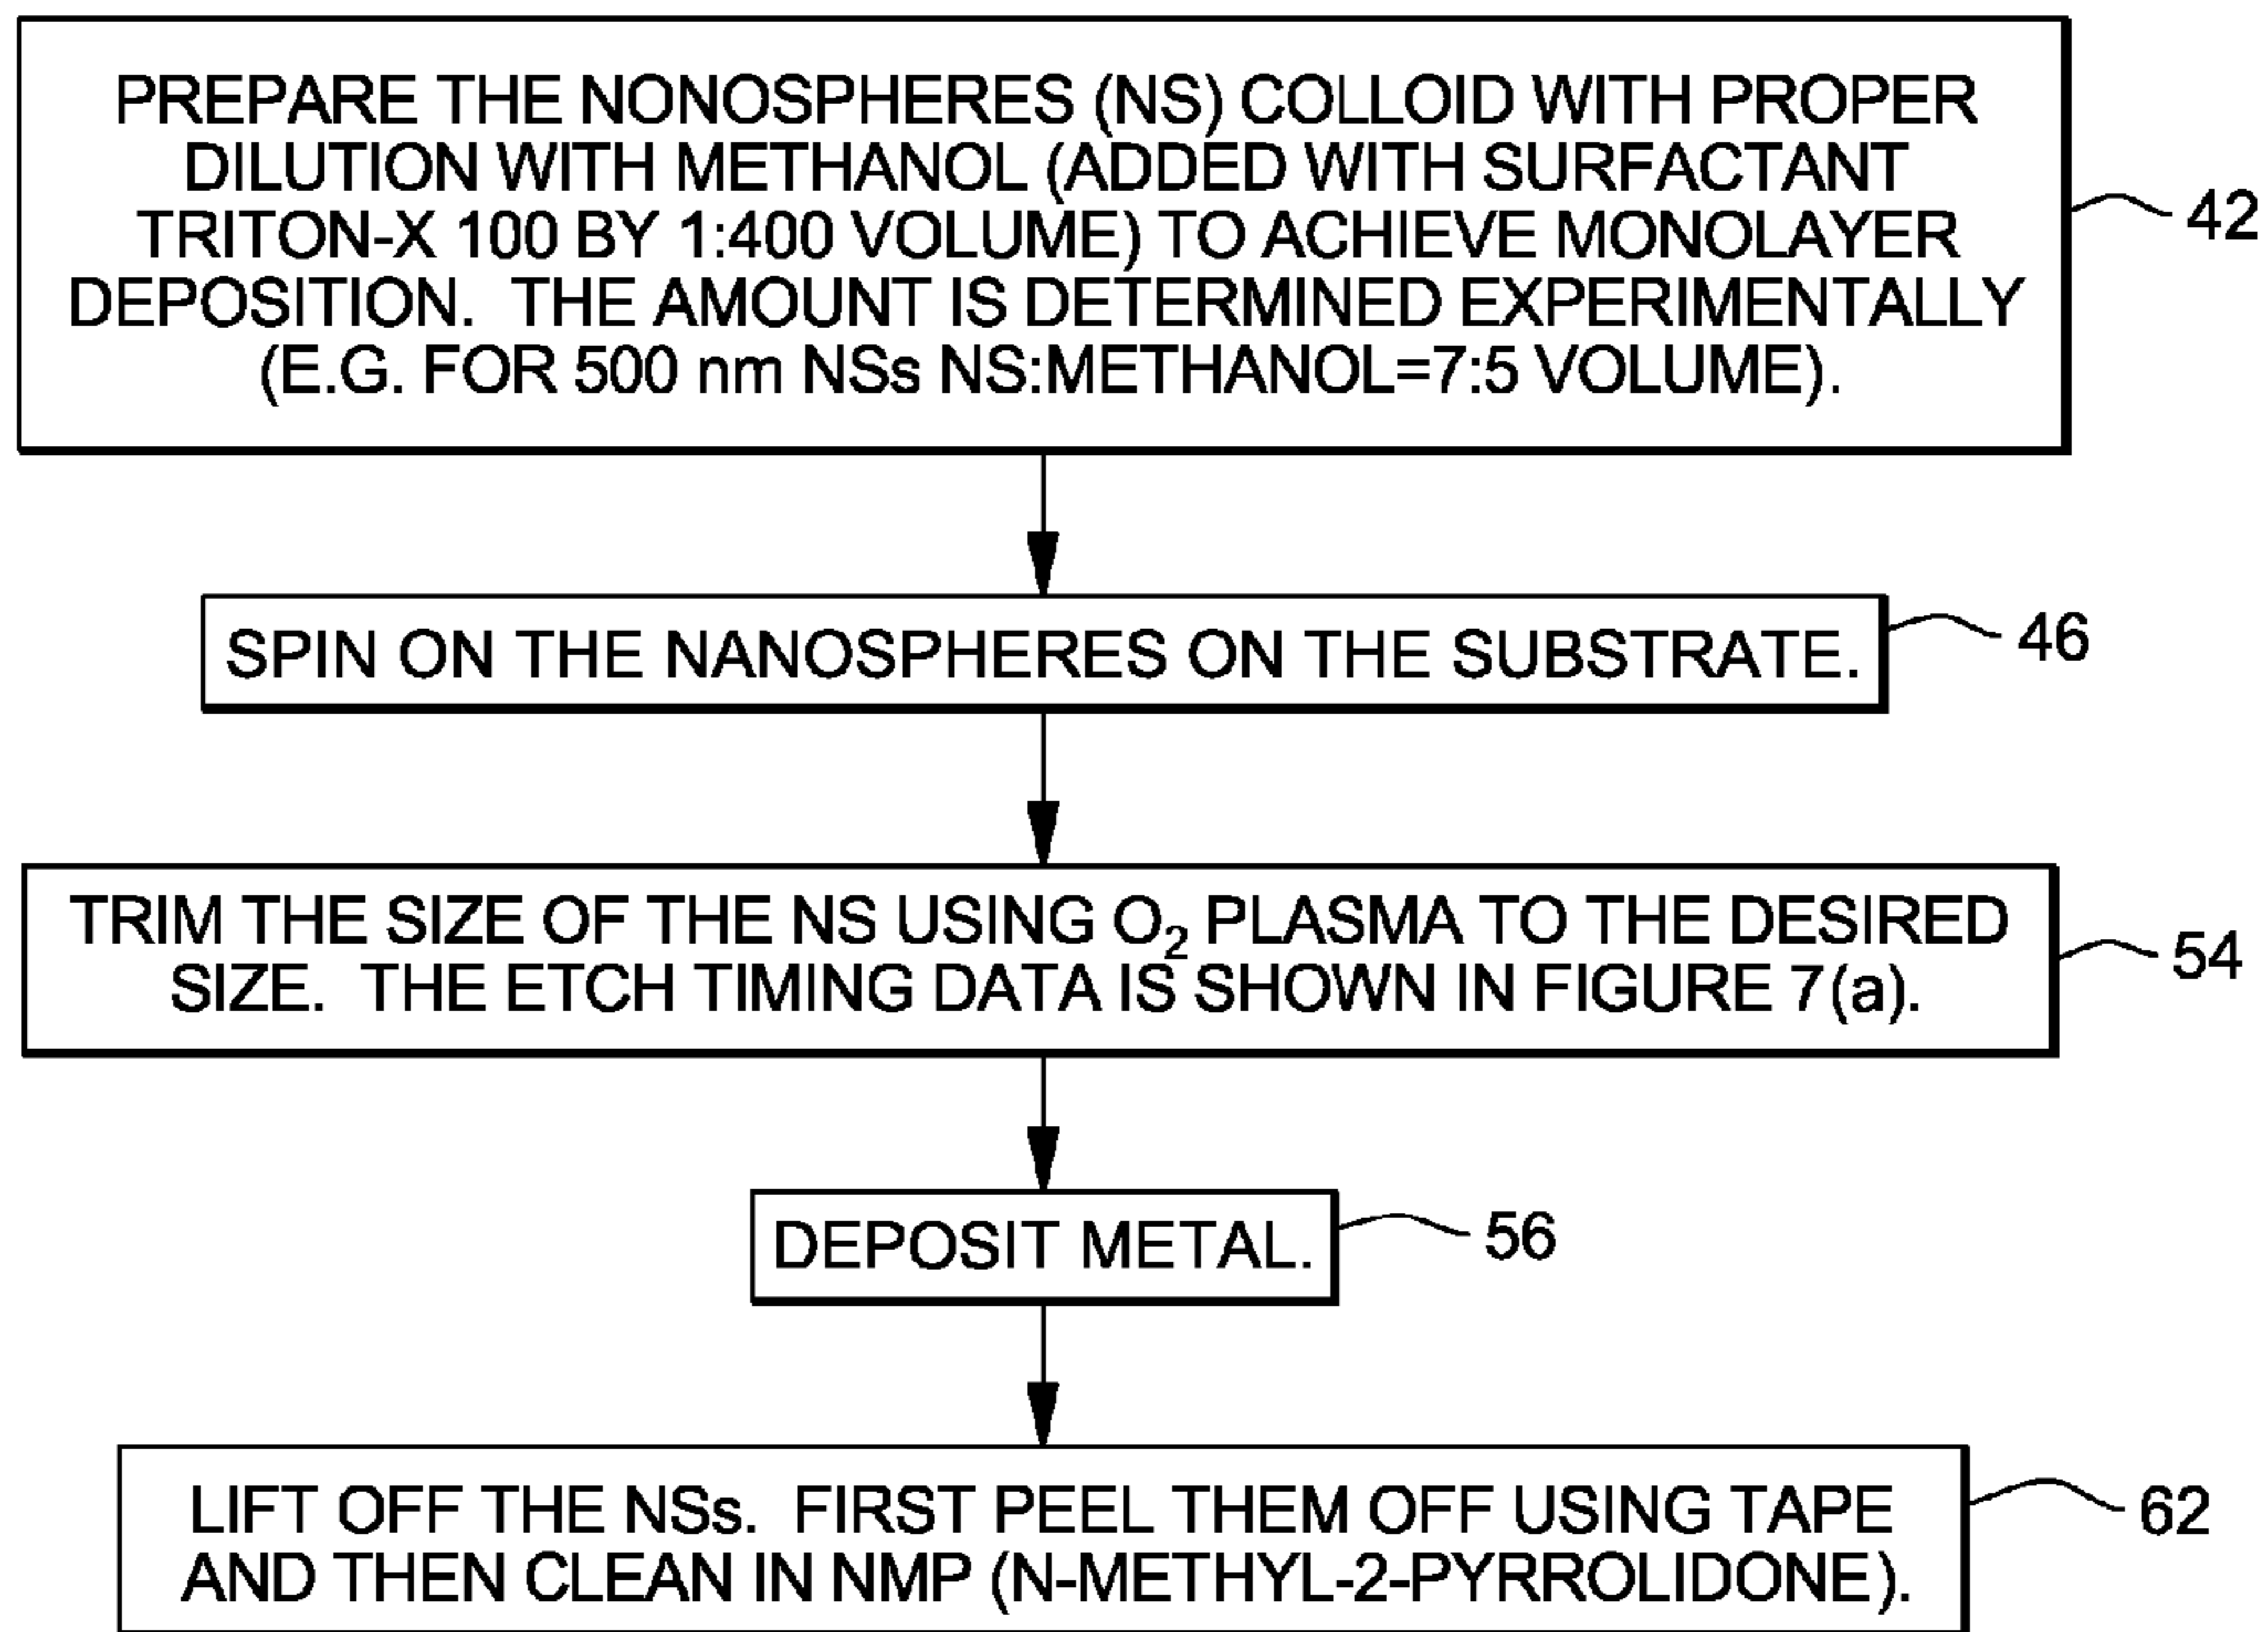 PREPARE THE NONOSPHERES (NS) COLLOID WITH PROPER
DILUTION WITH METHANOL (ADDED WITH SURFACTANT
TRITON-X 100 BY 1:400 VOLUME) TO ACHIEVE MONOLAYER
DEPOSITION. THE AMOUNT IS DETERMINED EXPERIMENTALLY
(E.G. FOR 500 nm NSs NS:METHANOL=7:5 VOLUME).
42
SPIN ON THE NANOSPHERES ON THE SUBSTRATE.
46
TRIM THE SIZE OF THE NS USING O₂ PLASMA TO THE DESIRED
SIZE. THE ETCH TIMING DATA IS SHOWN IN FIGURE 7(a).
54
DEPOSIT METAL.
56
LIFT OFF THE NSs. FIRST PEEL THEM OFF USING TAPE
AND THEN CLEAN IN NMP (N-METHYL-2-PYRROLIDONE).
62